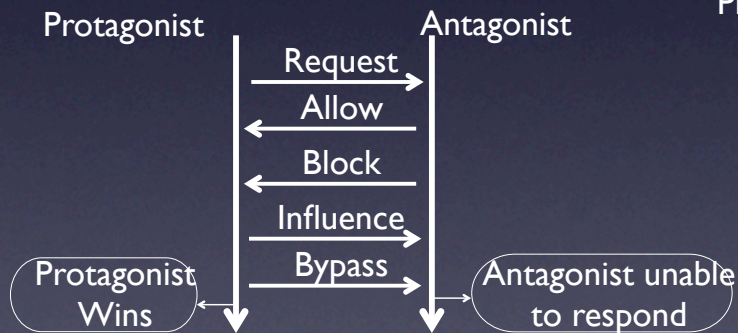 Protagonist
Antagonist
Request
Allow
Block
Influence
Bypass
Protagonist
Wins
Antagonist unable
to respond